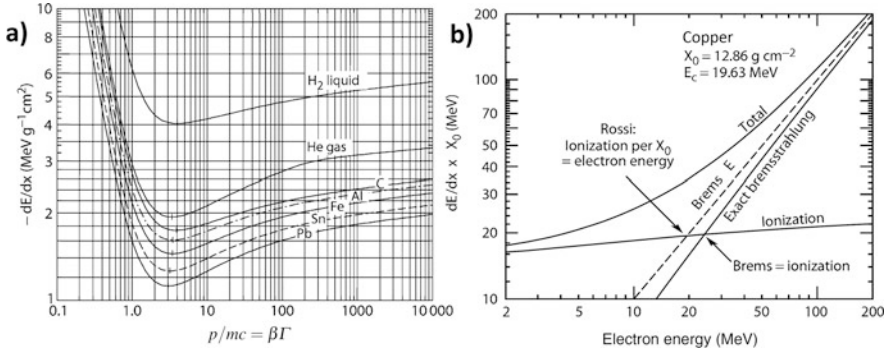 a)
− dE/dx (MeV g⁻¹cm²)
10
8
6
5
4
3
2
1
H₂ liquid
He gas
C
Al
Fe
Sn
Pb
0.1 1.0 10 100 1000 10 000
p/mc = βΓ
b)
dE/dx x X₀ (MeV)
200
100
70
50
40
30
20
10
Copper
X₀ = 12.86 g cm⁻²
E_c = 19.63 MeV
Rossi:
Ionization per X₀
= electron energy
Total
Brems E
Exact bremsstrahlung
Ionization
Brems = ionization
2 5 10 20 50 100 200
Electron energy (MeV)